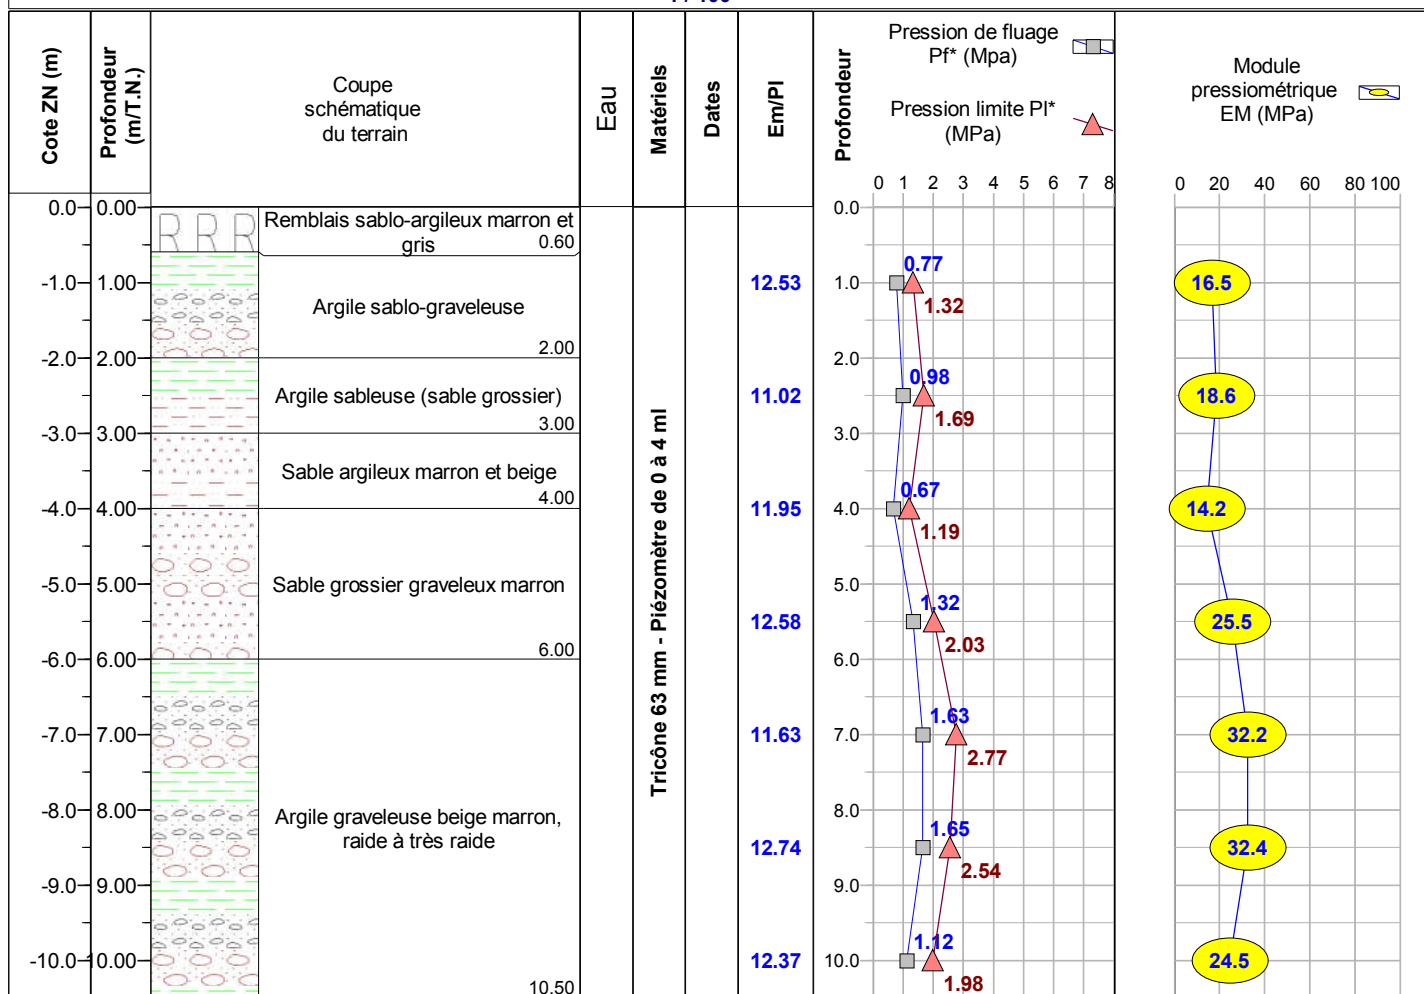 Cote ZN (m)
Profondeur
(m/T.N.)
Coupe
schématique
du terrain
Eau
Matériels
Dates
Em/Pl
Profondeur
Pression de fluage
Pf* (Mpa)
Pression limite Pl*
(MPa)
0 1 2 3 4 5 6 7 8
Module
pressiométrique
EM (MPa)
0 20 40 60 80 100
0.0 0.00
Remblais sablo-argileux marron et
gris 0.60
0.0
-1.0 1.00
Argile sablo-graveleuse
2.00
12.53
1.0
0.77
1.32
16.5
-2.0 2.00
2.0
Argile sableuse (sable grossier)
3.00
11.02
0.98
1.69
18.6
-3.0 3.00
3.0
Sable argileux marron et beige
4.00
-4.0 4.00
11.95
4.0
0.67
1.19
14.2
Sable grossier graveleux marron
6.00
-5.0 5.00
5.0
12.58
1.32
2.03
25.5
-6.0 6.00
6.0
-7.0 7.00
11.63
7.0
1.63
2.77
32.2
Argile graveleuse beige marron,
raide à très raide
-8.0 8.00
8.0
12.74
1.65
2.54
32.4
-9.0 9.00
9.0
-10.0 10.00
12.37
10.0
1.12
1.98
24.5
10.50
Tricône 63 mm - Piézomètre de 0 à 4 ml